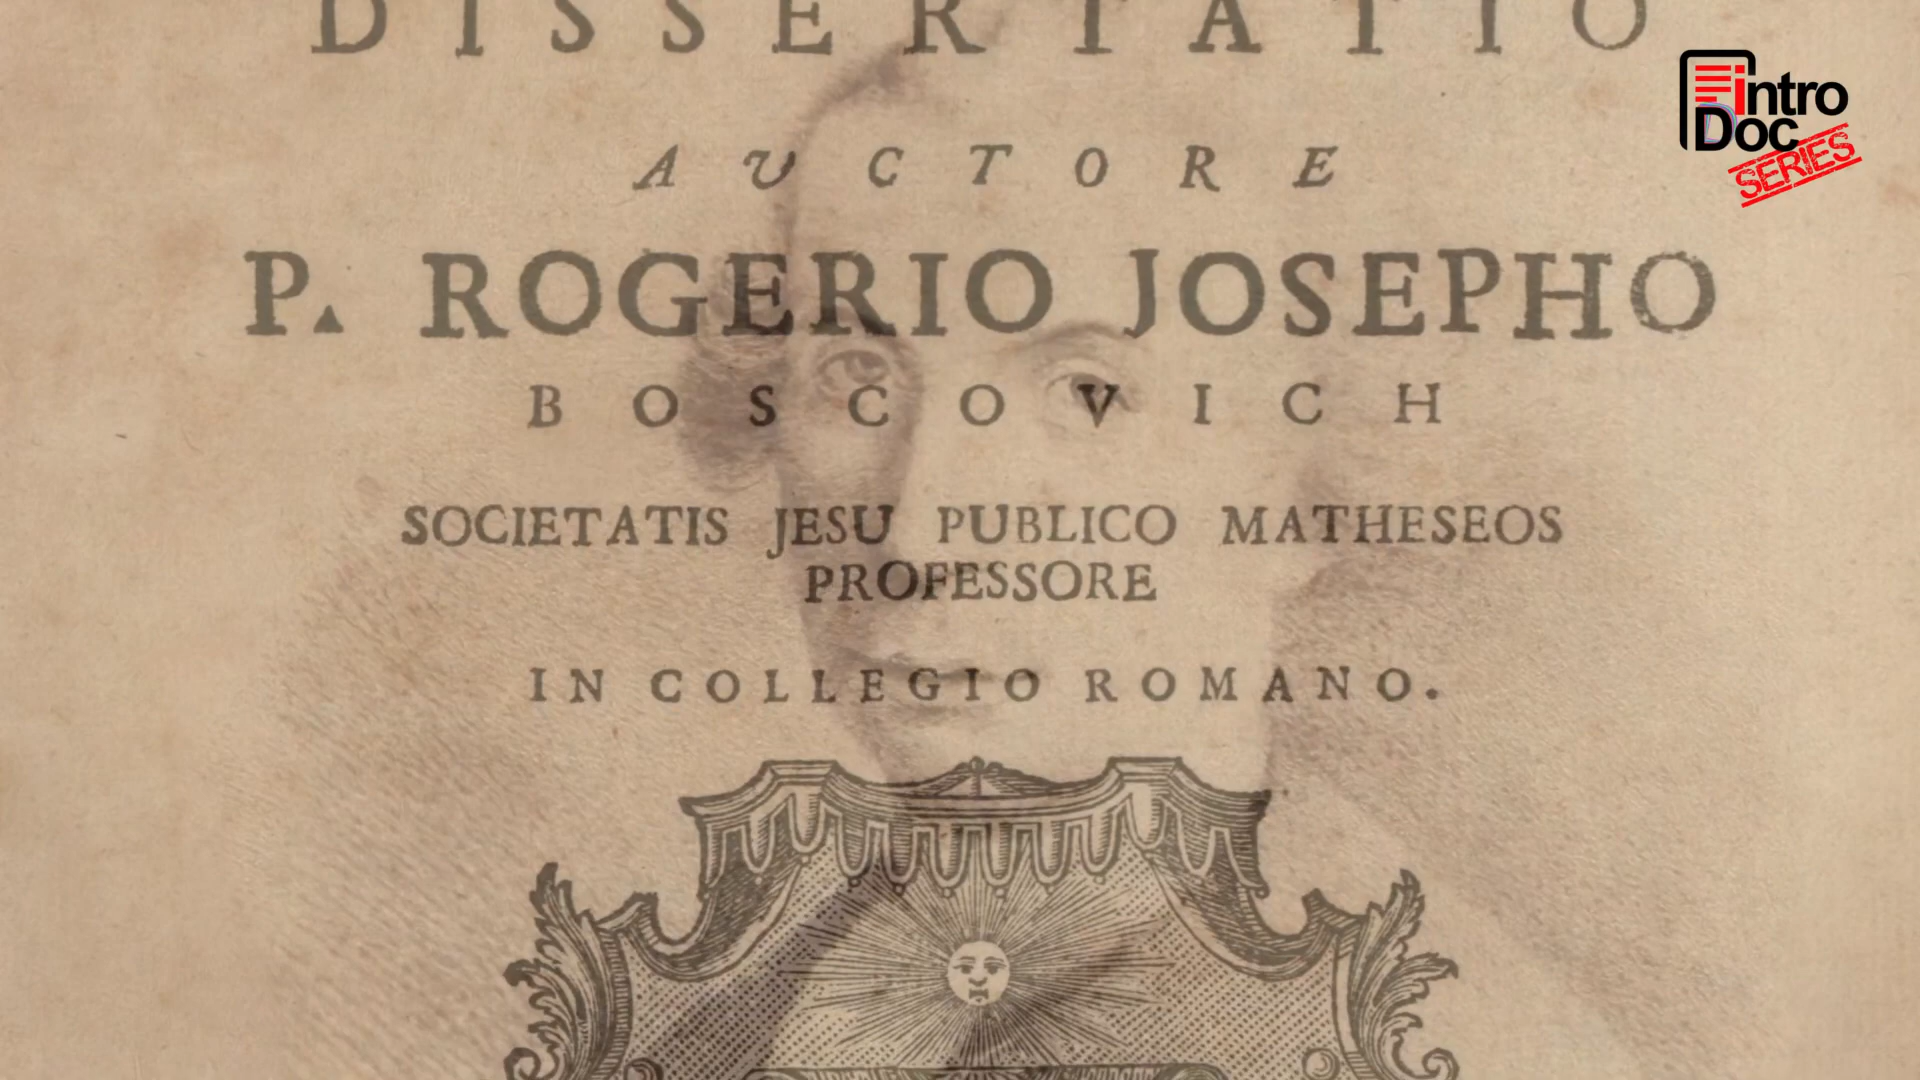 DISSERTATIO
AUCTORE
P. ROGERIO JOSEPHO
BOSCOVICH
SOCIETATIS JESU PUBLICO MATHESEOS
PROFESSORE
IN COLLEGIO ROMANO.
intro
Doc
SERIES